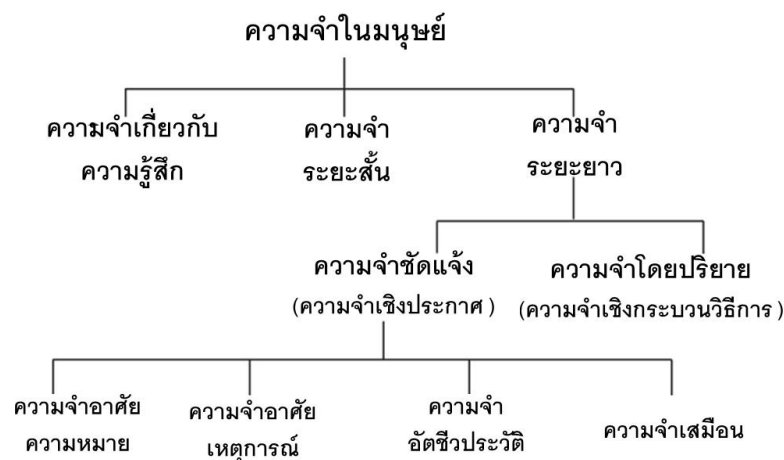 ความจำในมนุษย์
ความจำเกี่ยวกับ
ความรู้สึก
ความจำ
ระยะสั้น
ความจำ
ระยะยาว
ความจำชัดแจ้ง
(ความจำเชิงประกาศ)
ความจำโดยปริยาย
(ความจำเชิงกระบวนวิธีการ)
ความจำอาศัย
ความหมาย
ความจำอาศัย
เหตุการณ์
ความจำ
อัตชีวประวัติ
ความจำเสมือน